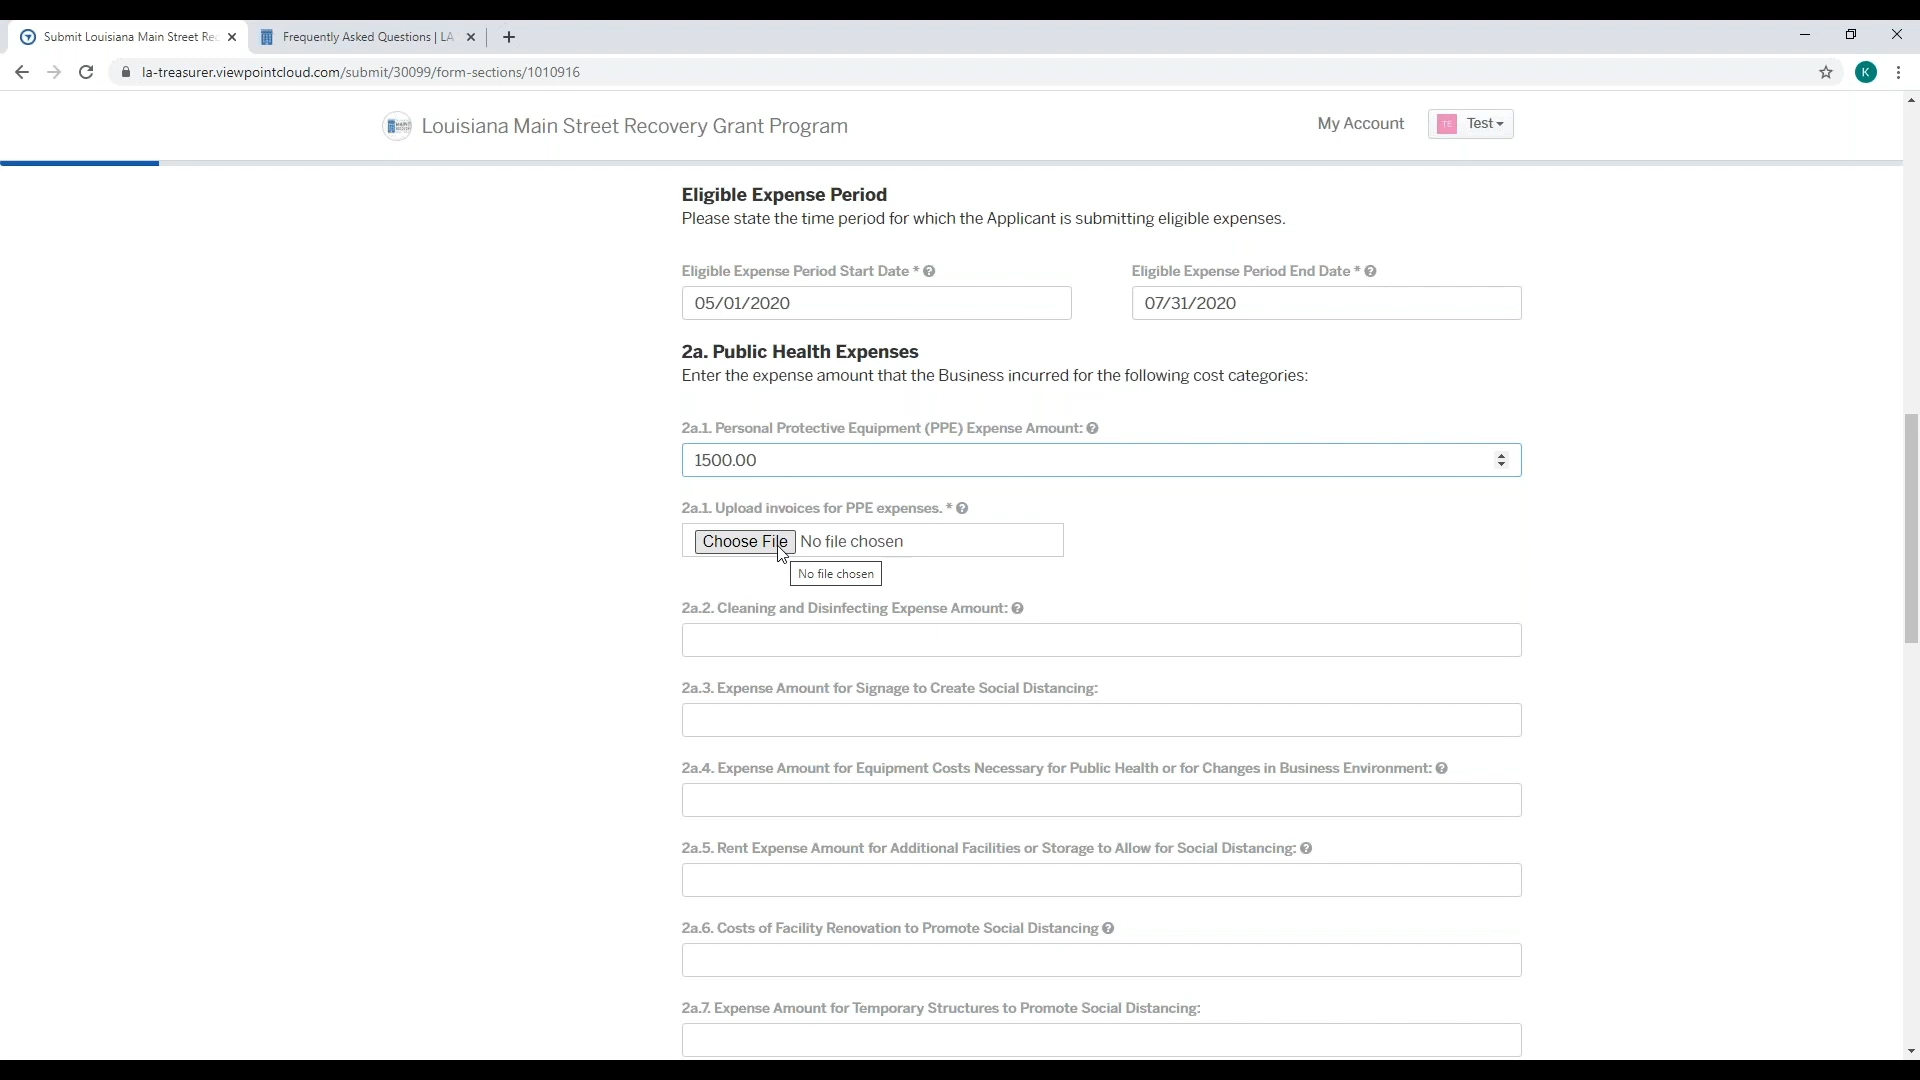 Submit Louisiana Main Street Rec
Frequently Asked Questions | LA
la-treasurer.viewpointcloud.com/submit/30099/form-sections/1010916
K
Louisiana Main Street Recovery Grant Program
My Account
TE Test
Eligible Expense Period
Please state the time period for which the Applicant is submitting eligible expenses.
Eligible Expense Period Start Date *
Eligible Expense Period End Date *
05/01/2020
07/31/2020
2a. Public Health Expenses
Enter the expense amount that the Business incurred for the following cost categories:
2a.1. Personal Protective Equipment (PPE) Expense Amount:
1500.00
2a.1. Upload invoices for PPE expenses. *
Choose File No file chosen
No file chosen
2a.2. Cleaning and Disinfecting Expense Amount:
2a.3. Expense Amount for Signage to Create Social Distancing:
2a.4. Expense Amount for Equipment Costs Necessary for Public Health or for Changes in Business Environment:
2a.5. Rent Expense Amount for Additional Facilities or Storage to Allow for Social Distancing:
2a.6. Costs of Facility Renovation to Promote Social Distancing
2a.7. Expense Amount for Temporary Structures to Promote Social Distancing: